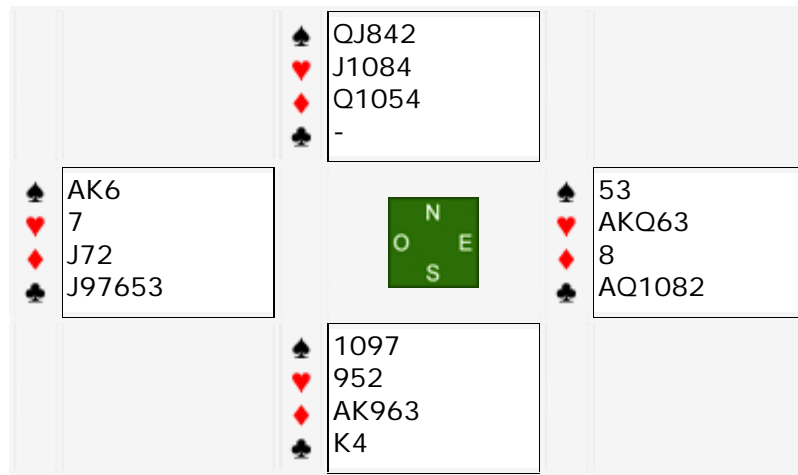 ♠ QJ842
♥ J1084
♦ Q1054
♣ -
♠ AK6
♥ 7
♦ J72
♣ J97653
N
O E
S
♠ 53
♥ AKQ63
♦ 8
♣ AQ1082
♠ 1097
♥ 952
♦ AK963
♣ K4